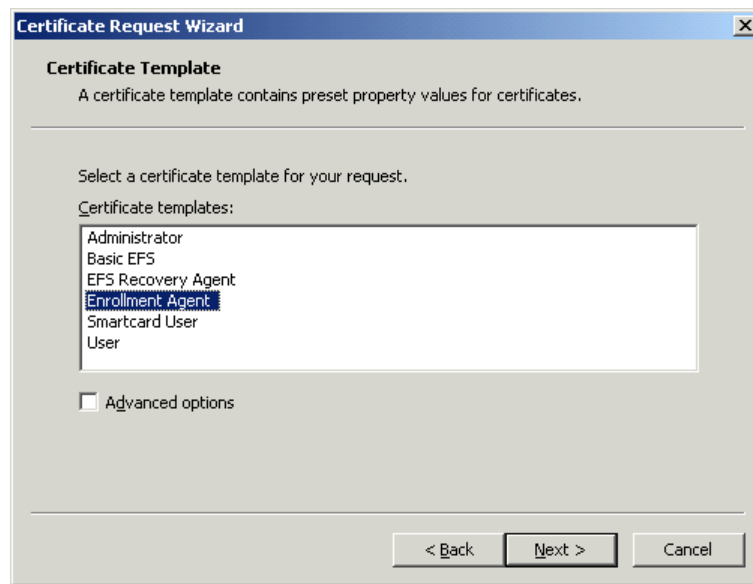 Certificate Request Wizard
Certificate Template
A certificate template contains preset property values for certificates.
Select a certificate template for your request.
Certificate templates:
Administrator
Basic EFS
EFS Recovery Agent
Enrollment Agent
Smartcard User
User
Advanced options
< Back Next > Cancel